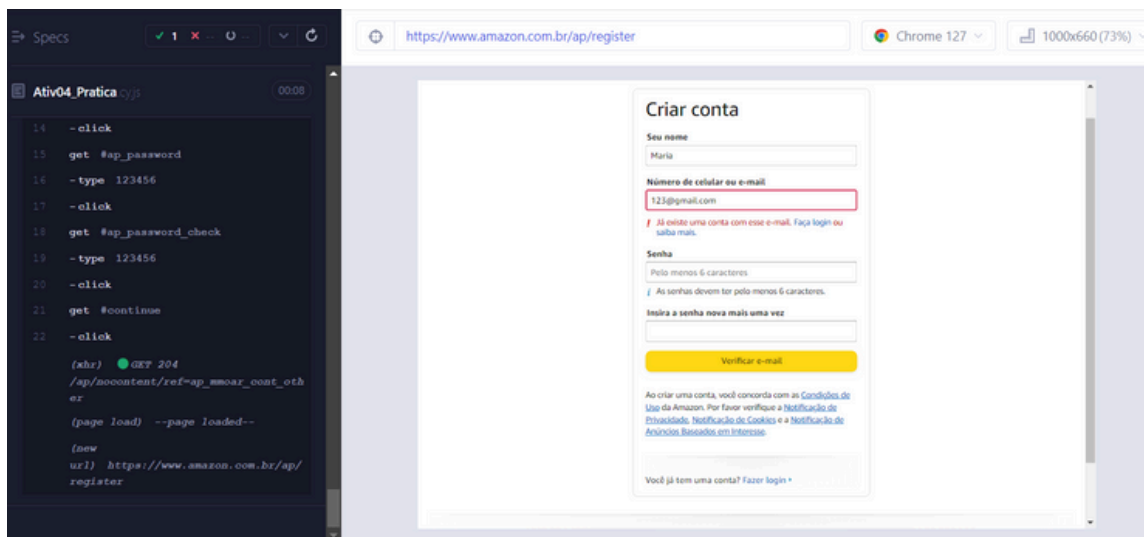 Specs
1
--
--
https://www.amazon.com.br/ap/register
Chrome 127
1000x660 (73%)
Ativ04_Pratica.cy.js
00:08
14 -click
15 get #ap_password
16 -type 123456
17 -click
18 get #ap_password_check
19 -type 123456
20 -click
21 get #continue
22 -click
(xhr) GET 204
/ap/nocontent/ref=ap_mmoar_cont_oth
er
(page load) --page loaded--
(new
url) https://www.amazon.com.br/ap/
register
Criar conta
Seu nome
Maria
Número de celular ou e-mail
123@gmail.com
! Já existe uma conta com esse e-mail. Faça login ou
saiba mais.
Senha
Pelo menos 6 caracteres
i As senhas devem ter pelo menos 6 caracteres.
Insira a senha nova mais uma vez
Verificar e-mail
Ao criar uma conta, você concorda com as Condições de
Uso da Amazon. Por favor verifique a Notificação de
Privacidade, Notificação de Cookies e a Notificação de
Anúncios Baseados em Interesse.
Você já tem uma conta? Fazer login